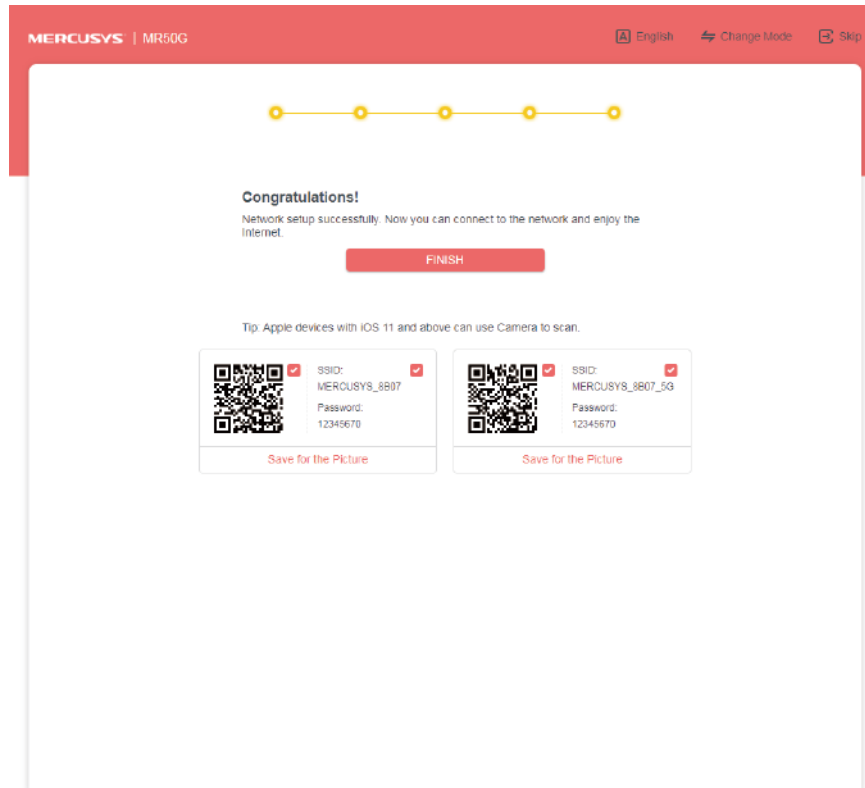 MERCUSYS | MR50G
English
Change Mode
Skip
Congratulations!
Network setup successfully. Now you can connect to the network and enjoy the
Internet.
FINISH
Tip: Apple devices with iOS 11 and above can use Camera to scan.
SSID:
MERCUSYS_8B07
Password:
12345670
Save for the Picture
SSID:
MERCUSYS_8B07_5G
Password:
12345670
Save for the Picture